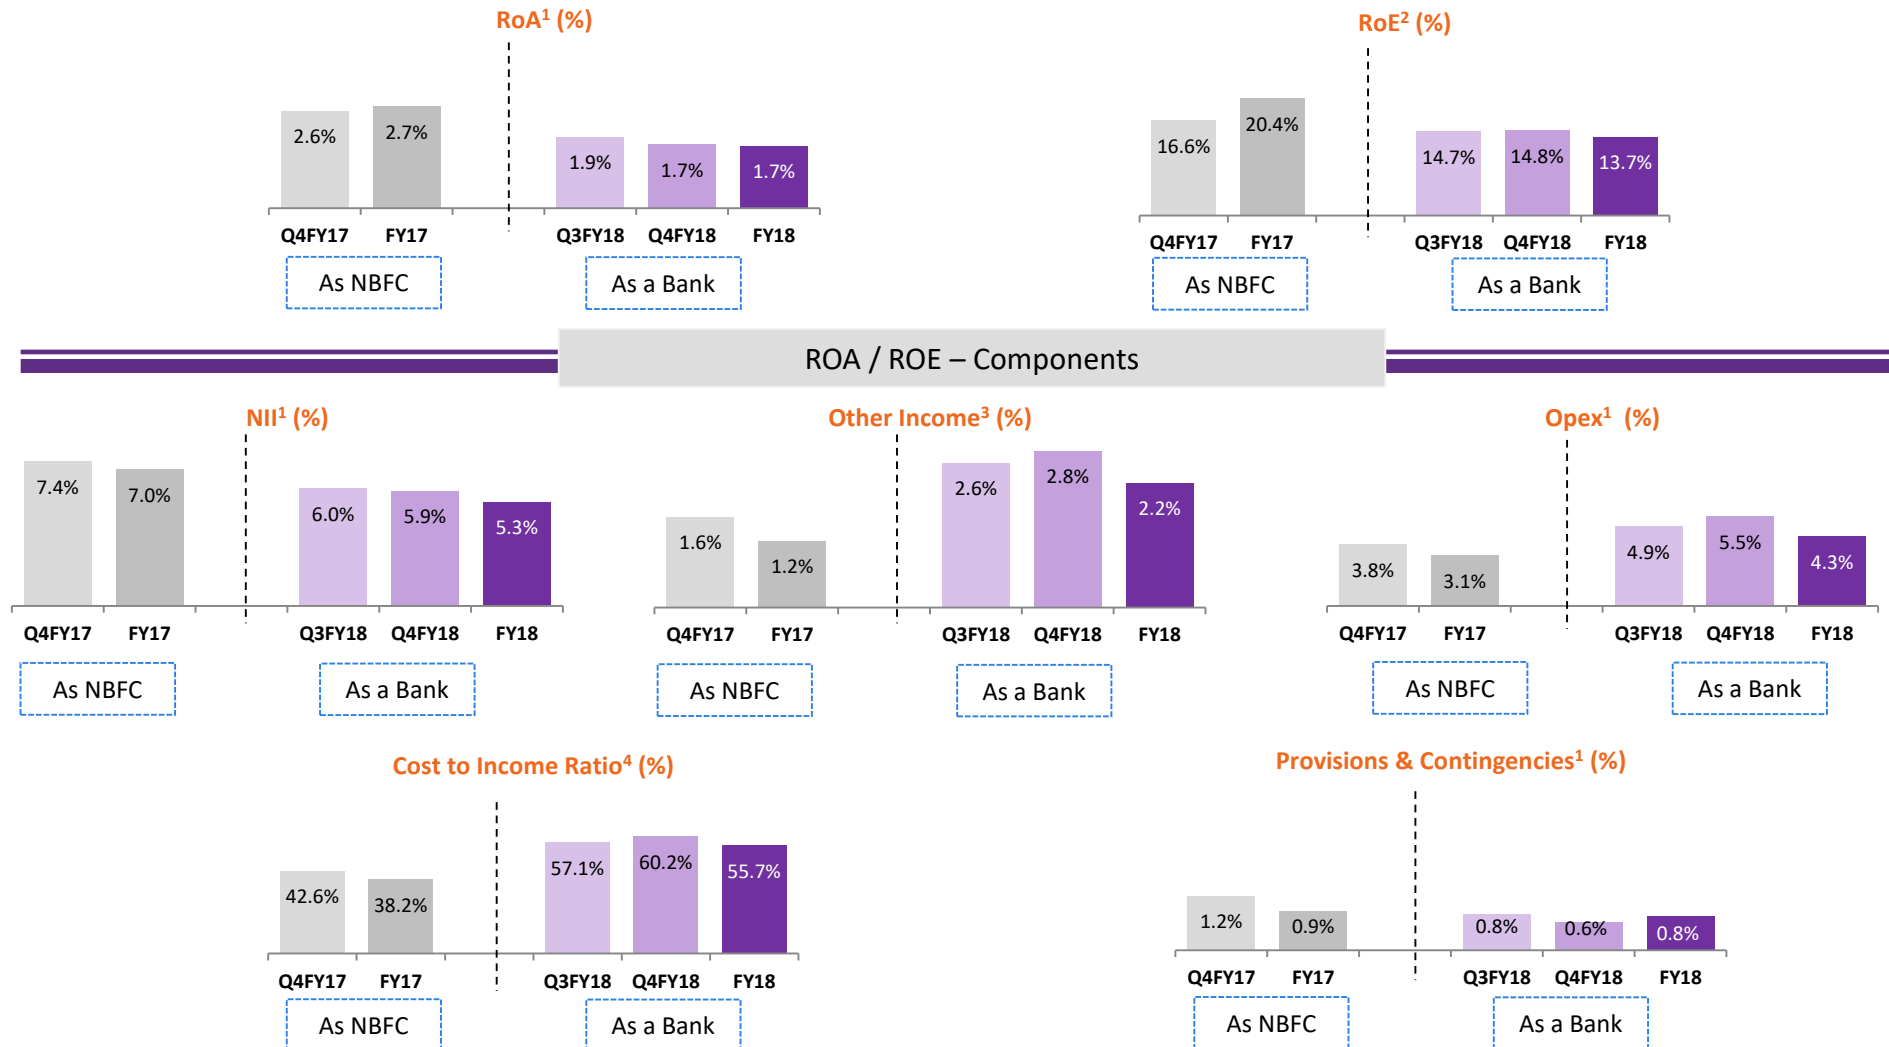 RoA¹ (%)
2.6%
2.7%
1.9%
1.7%
1.7%
Q4FY17 FY17 Q3FY18 Q4FY18 FY18
As NBFC As a Bank
RoE² (%)
16.6%
20.4%
14.7%
14.8%
13.7%
Q4FY17 FY17 Q3FY18 Q4FY18 FY18
As NBFC As a Bank
ROA / ROE – Components
NII¹ (%)
7.4%
7.0%
6.0%
5.9%
5.3%
Q4FY17 FY17 Q3FY18 Q4FY18 FY18
As NBFC As a Bank
Other Income³ (%)
1.6%
1.2%
2.6%
2.8%
2.2%
Q4FY17 FY17 Q3FY18 Q4FY18 FY18
As NBFC As a Bank
Opex¹ (%)
3.8%
3.1%
4.9%
5.5%
4.3%
Q4FY17 FY17 Q3FY18 Q4FY18 FY18
As NBFC As a Bank
Cost to Income Ratio⁴ (%)
42.6%
38.2%
57.1%
60.2%
55.7%
Q4FY17 FY17 Q3FY18 Q4FY18 FY18
As NBFC As a Bank
Provisions & Contingencies¹ (%)
1.2%
0.9%
0.8%
0.6%
0.8%
Q4FY17 FY17 Q3FY18 Q4FY18 FY18
As NBFC As a Bank